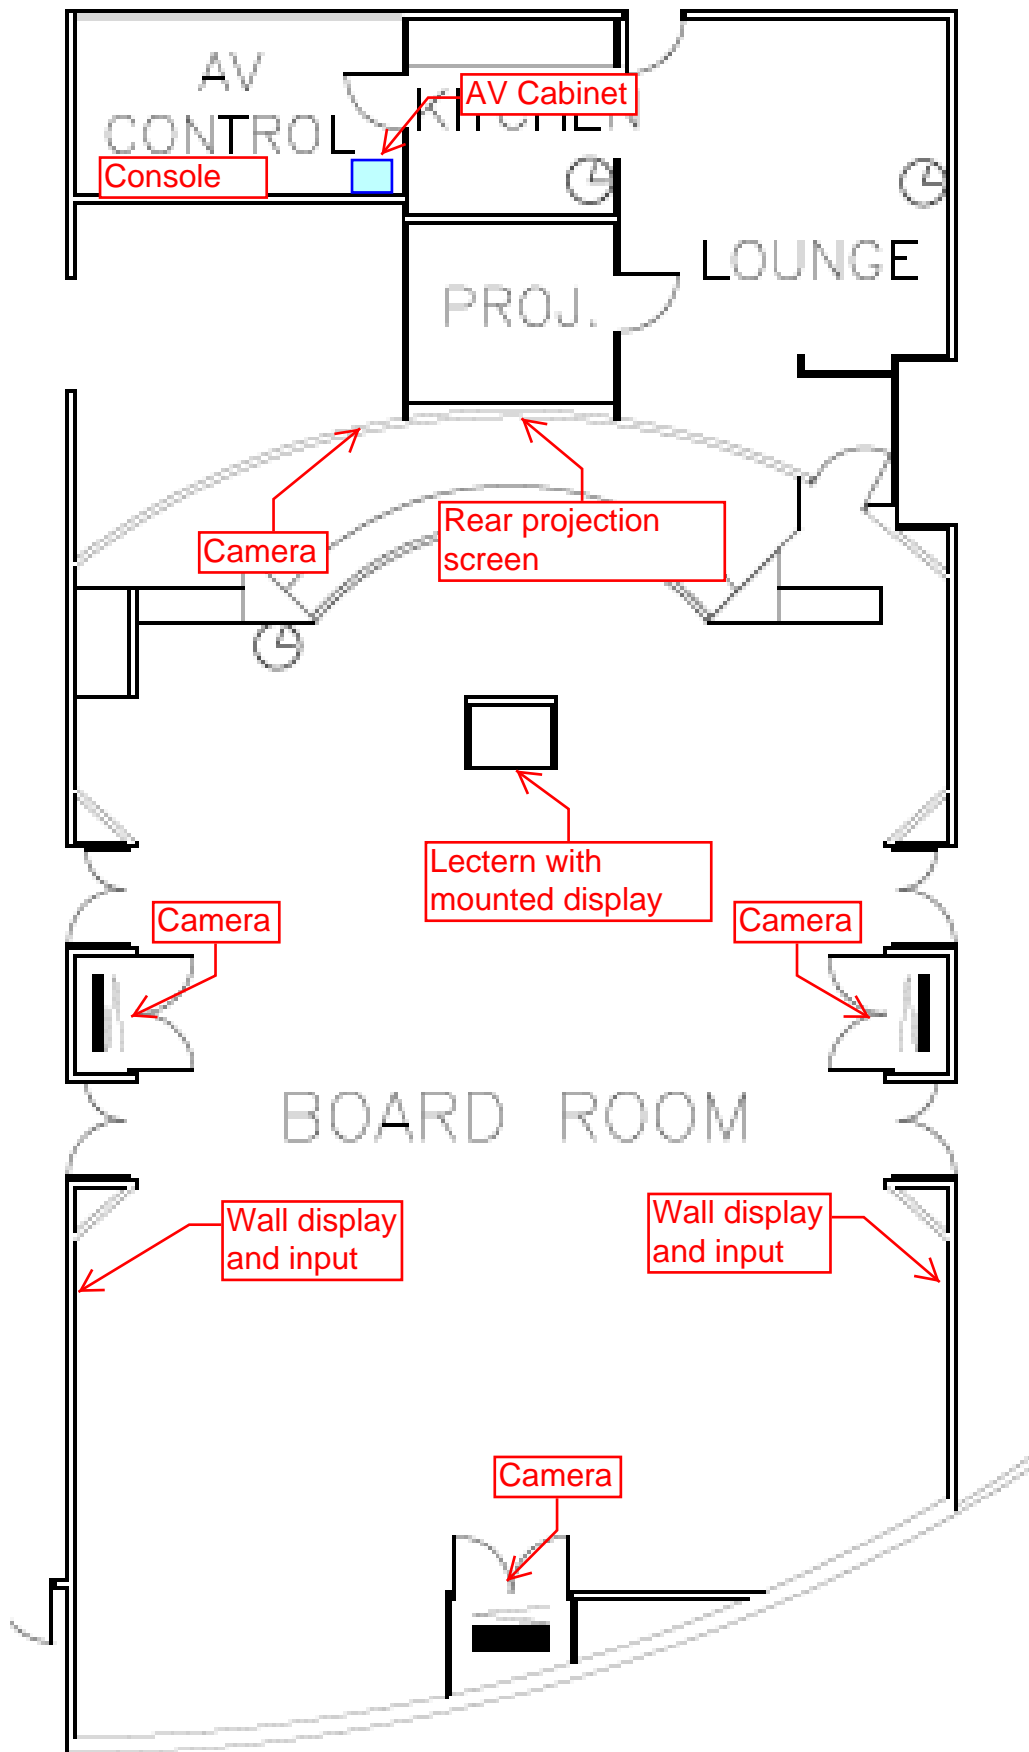 AV
CONTROL
AV Cabinet
KITCHEN
Console
LOUNGE
PROJ.
Camera
Rear projection
screen
Lectern with
mounted display
Camera
Camera
BOARD ROOM
Wall display
and input
Wall display
and input
Camera